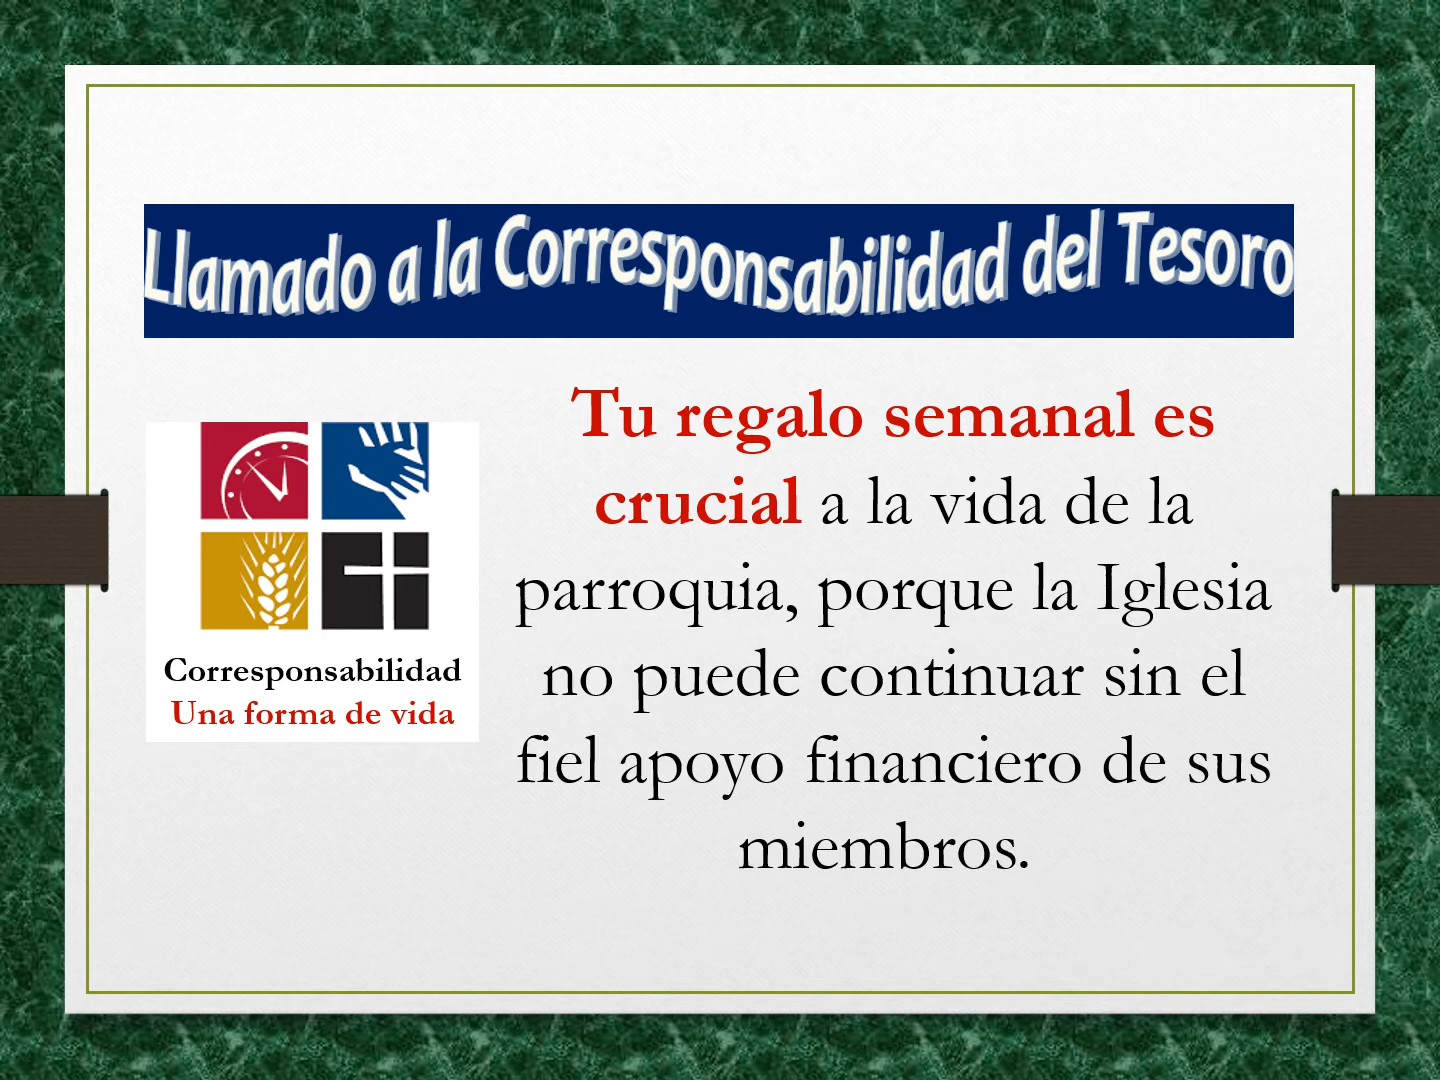 Llamado a la Corresponsabilidad del Tesoro
Tu regalo semanal es
crucial a la vida de la
parroquia, porque la Iglesia
no puede continuar sin el
fiel apoyo financiero de sus
miembros.
Corresponsabilidad
Una forma de vida